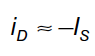 i_D ≈ –I_S